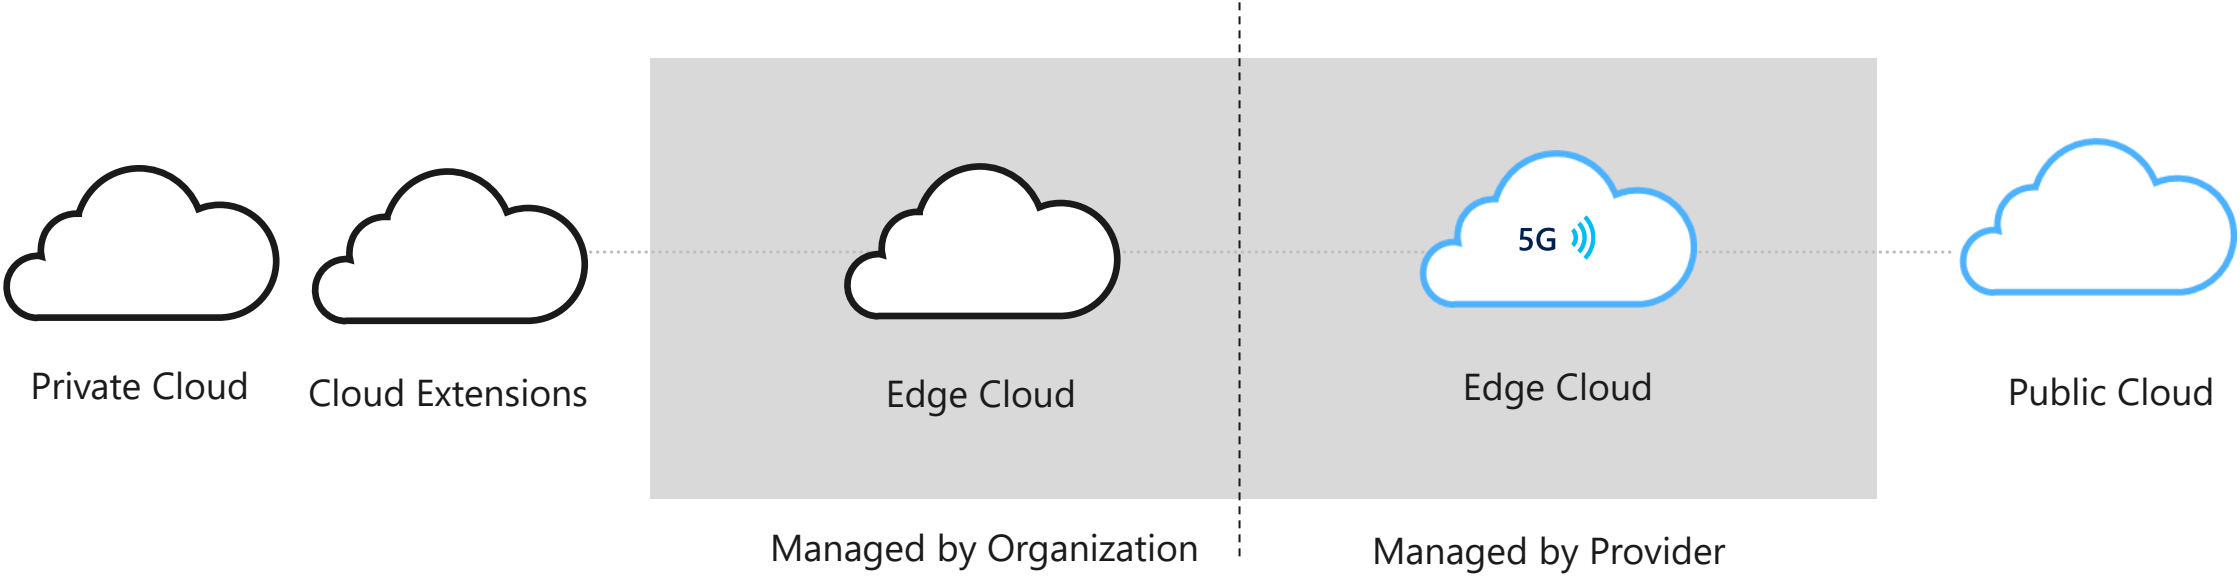 5G
Private Cloud
Cloud Extensions
Edge Cloud
Edge Cloud
Public Cloud
Managed by Organization
Managed by Provider